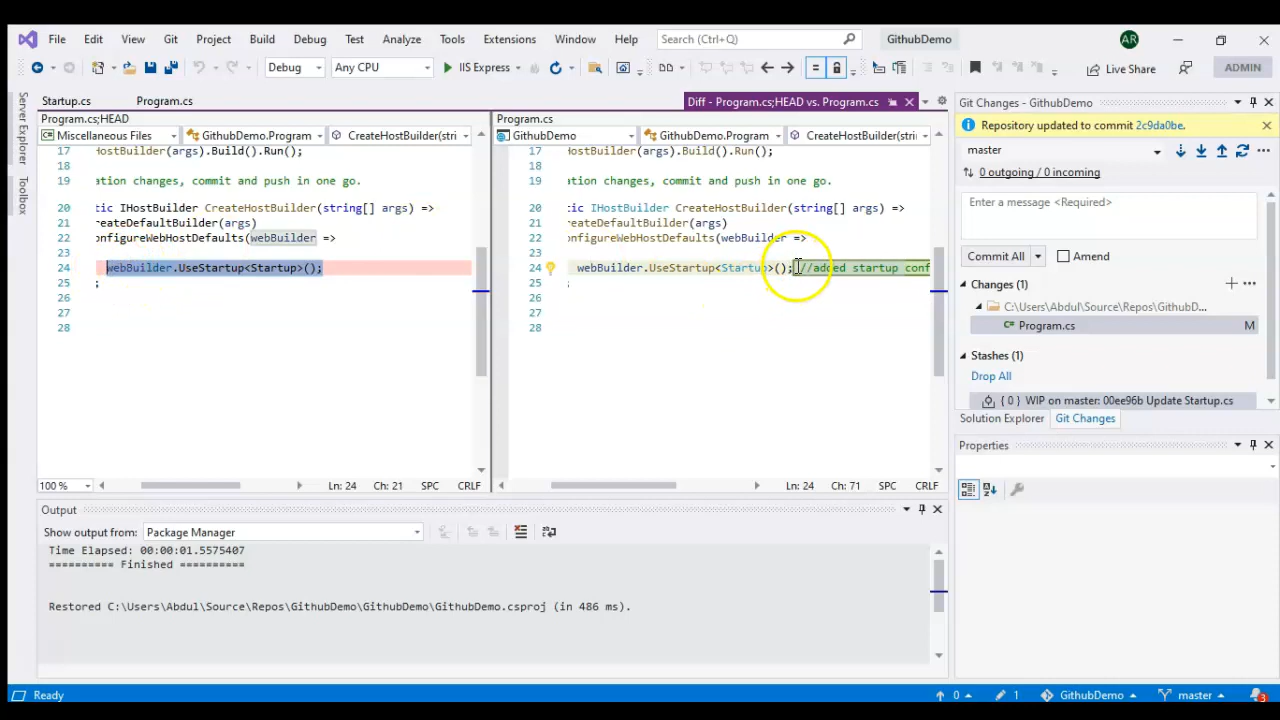 File Edit View Git Project Build Debug Test Analyze Tools Extensions Window Help Search (Ctrl+Q) GithubDemo AR
Debug Any CPU IIS Express Live Share ADMIN
Server Explorer
Toolbox
Startup.cs Program.cs Diff - Program.cs;HEAD vs. Program.cs
Program.cs;HEAD
Miscellaneous Files GithubDemo.Program CreateHostBuilder(stri
17 HostBuilder(args).Build().Run();
18
19 ation changes, commit and push in one go.
20 tic IHostBuilder CreateHostBuilder(string[] args) =>
21 reateDefaultBuilder(args)
22 onfigureWebHostDefaults(webBuilder =>
23
24 webBuilder.UseStartup<Startup>();
25 ;
26
27
28
100 % Ln: 24 Ch: 21 SPC CRLF
Program.cs
GithubDemo GithubDemo.Program CreateHostBuilder(stri
17 HostBuilder(args).Build().Run();
18
19 ation changes, commit and push in one go.
20 tic IHostBuilder CreateHostBuilder(string[] args) =>
21 reateDefaultBuilder(args)
22 onfigureWebHostDefaults(webBuilder =>
23
24 webBuilder.UseStartup<Startup>(); //added startup conf
25 ;
26
27
28
Ln: 24 Ch: 71 SPC CRLF
Output
Show output from: Package Manager
Time Elapsed: 00:00:01.5575407
========== Finished ==========
Restored C:\Users\Abdul\Source\Repos\GithubDemo\GithubDemo\GithubDemo.csproj (in 486 ms).
Git Changes - GithubDemo
Repository updated to commit 2c9da0be.
master
0 outgoing / 0 incoming
Enter a message <Required>
Commit All Amend
Changes (1)
C:\Users\Abdul\Source\Repos\GithubD...
C# Program.cs M
Stashes (1)
Drop All
{ 0 } WIP on master: 00ee96b Update Startup.cs
Solution Explorer Git Changes
Properties
Ready 0 1 GithubDemo master 3